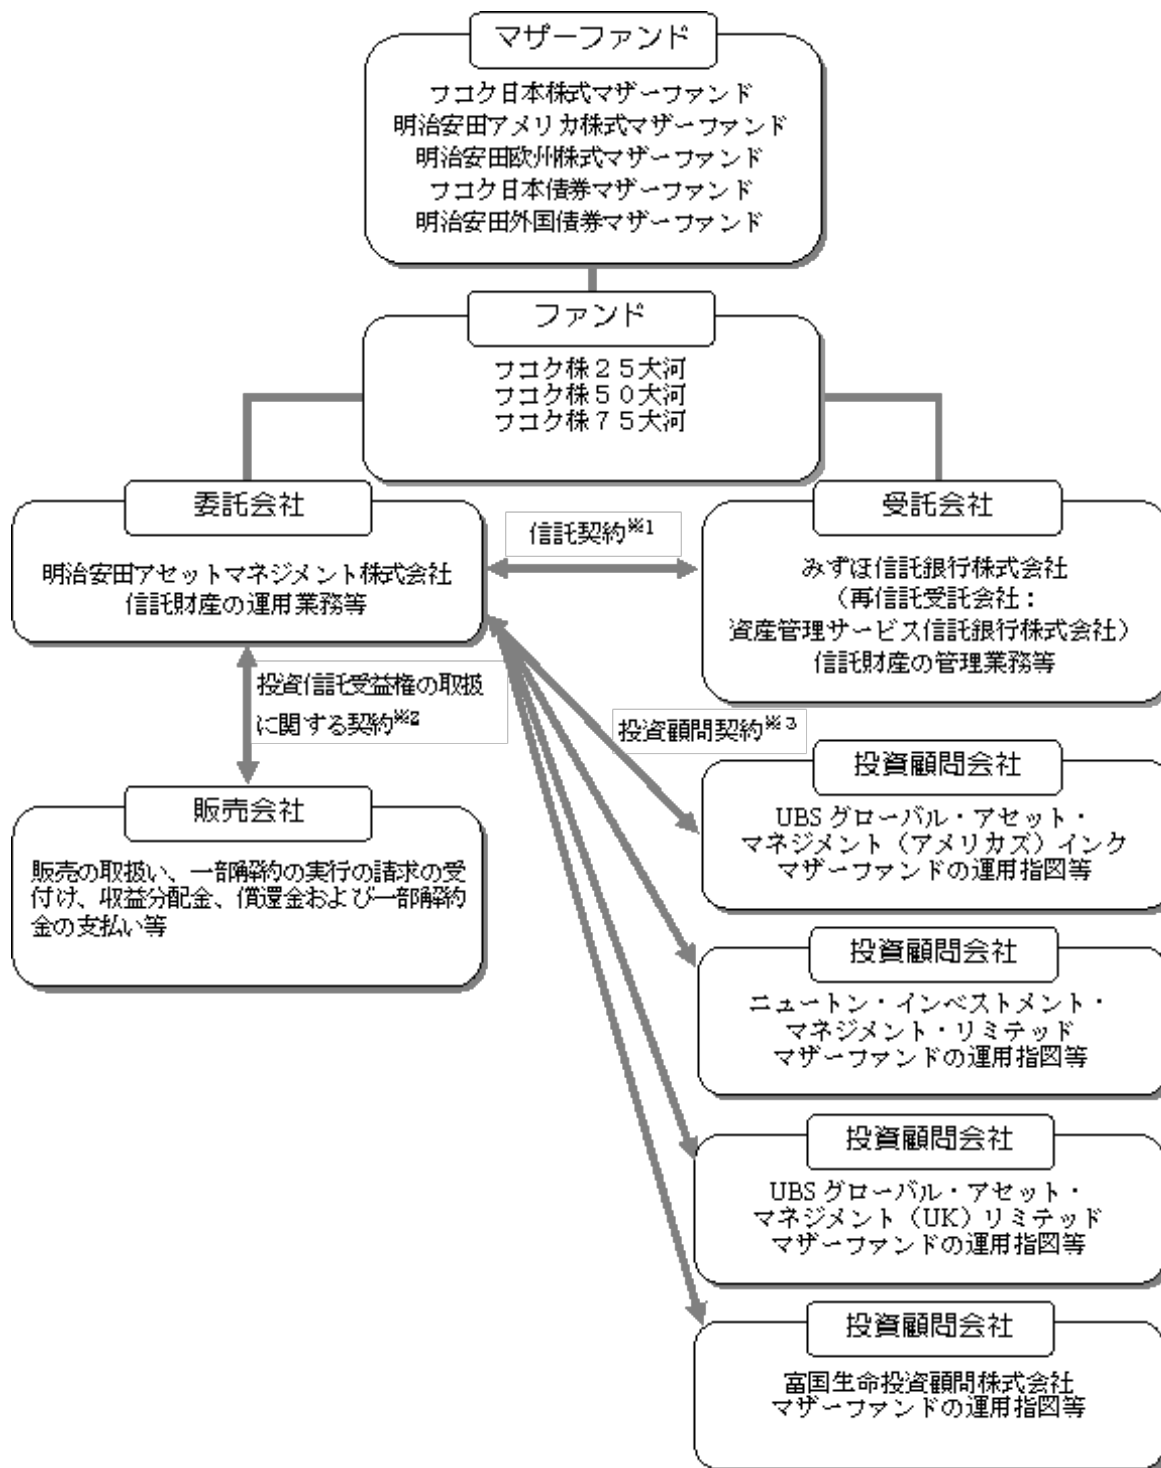 マザーファンド
フコク日本株式マザーファンド
明治安田アメリカ株式マザーファンド
明治安田欧州株式マザーファンド
フコク日本債券マザーファンド
明治安田外国債券マザーファンド
ファンド
フコク株２５大河
フコク株５０大河
フコク株７５大河
委託会社
明治安田アセットマネジメント株式会社
信託財産の運用業務等
信託契約※1
受託会社
みずほ信託銀行株式会社
（再信託受託会社：
資産管理サービス信託銀行株式会社）
信託財産の管理業務等
投資信託受益権の取扱
に関する契約※2
投資顧問契約※3
販売会社
販売の取扱い、一部解約の実行の請求の受
付け、収益分配金、償還金および一部解約
金の支払い等
投資顧問会社
UBS グローバル・アセット・
マネジメント（アメリカズ）インク
マザーファンドの運用指図等
投資顧問会社
ニュートン・インベストメント・
マネジメント・リミテッド
マザーファンドの運用指図等
投資顧問会社
UBS グローバル・アセット・
マネジメント（UK）リミテッド
マザーファンドの運用指図等
投資顧問会社
富国生命投資顧問株式会社
マザーファンドの運用指図等